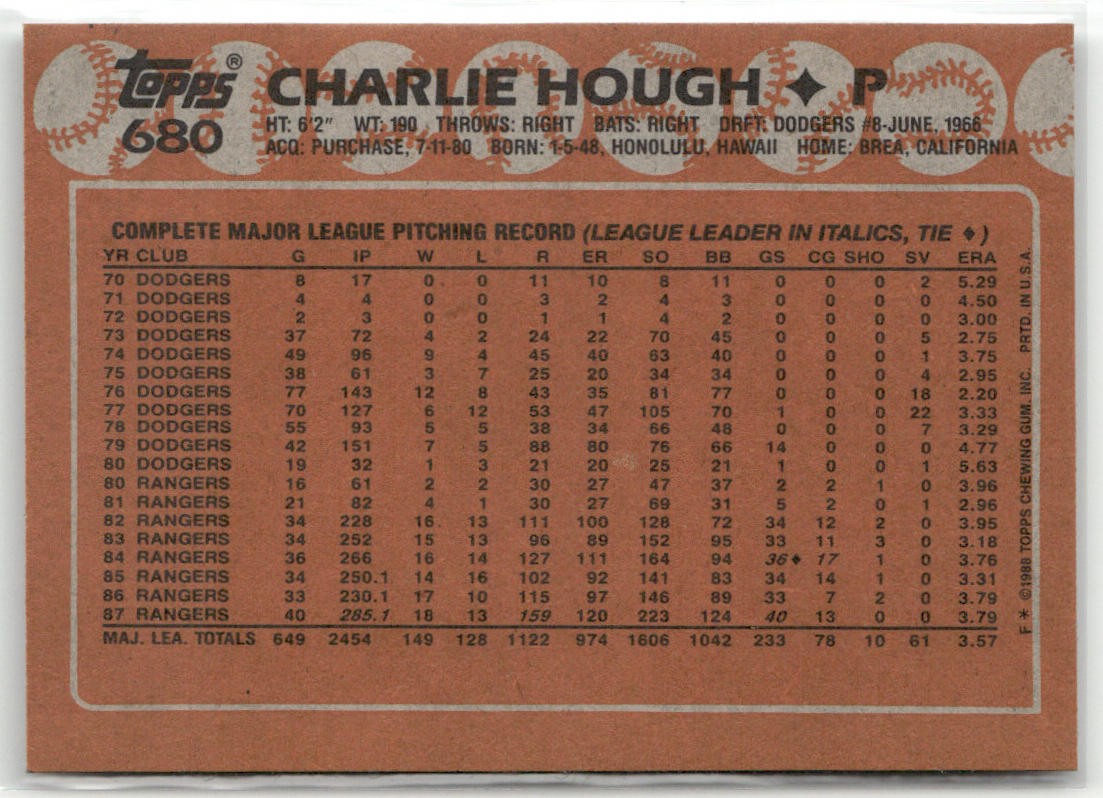 Topps® CHARLIE HOUGH ✦ P
680 HT: 6'2" WT: 190 THROWS: RIGHT BATS: RIGHT DRFT: DODGERS #8-JUNE, 1966
ACQ: PURCHASE, 7-11-80 BORN: 1-5-48, HONOLULU, HAWAII HOME: BREA, CALIFORNIA
COMPLETE MAJOR LEAGUE PITCHING RECORD (LEAGUE LEADER IN ITALICS, TIE ♦)
YR CLUB G IP W L R ER SO BB GS CG SHO SV ERA
70 DODGERS 8 17 0 0 11 10 8 11 0 0 0 2 5.29
71 DODGERS 4 4 0 0 3 2 4 3 0 0 0 0 4.50
72 DODGERS 2 3 0 0 1 1 4 2 0 0 0 0 3.00
73 DODGERS 37 72 4 2 24 22 70 45 0 0 0 5 2.75
74 DODGERS 49 96 9 4 45 40 63 40 0 0 0 1 3.75
75 DODGERS 38 61 3 7 25 20 34 34 0 0 0 4 2.95
76 DODGERS 77 143 12 8 43 35 81 77 0 0 0 18 2.20
77 DODGERS 70 127 6 12 53 47 105 70 1 0 0 22 3.33
78 DODGERS 55 93 5 5 38 34 66 48 0 0 0 7 3.29
79 DODGERS 42 151 7 5 88 80 76 66 14 0 0 0 4.77
80 DODGERS 19 32 1 3 21 20 25 21 1 0 0 1 5.63
80 RANGERS 16 61 2 2 30 27 47 37 2 2 1 0 3.96
81 RANGERS 21 82 4 1 30 27 69 31 5 2 0 1 2.96
82 RANGERS 34 228 16 13 111 100 128 72 34 12 2 0 3.95
83 RANGERS 34 252 15 13 96 89 152 95 33 11 3 0 3.18
84 RANGERS 36 266 16 14 127 111 164 94 36♦ 17 1 0 3.76
85 RANGERS 34 250.1 14 16 102 92 141 83 34 14 1 0 3.31
86 RANGERS 33 230.1 17 10 115 97 146 89 33 7 2 0 3.79
87 RANGERS 40 285.1 18 13 159 120 223 124 40 13 0 0 3.79
MAJ. LEA. TOTALS 649 2454 149 128 1122 974 1606 1042 233 78 10 61 3.57
F * ©1988 TOPPS CHEWING GUM, INC. PRTD. IN U.S.A.